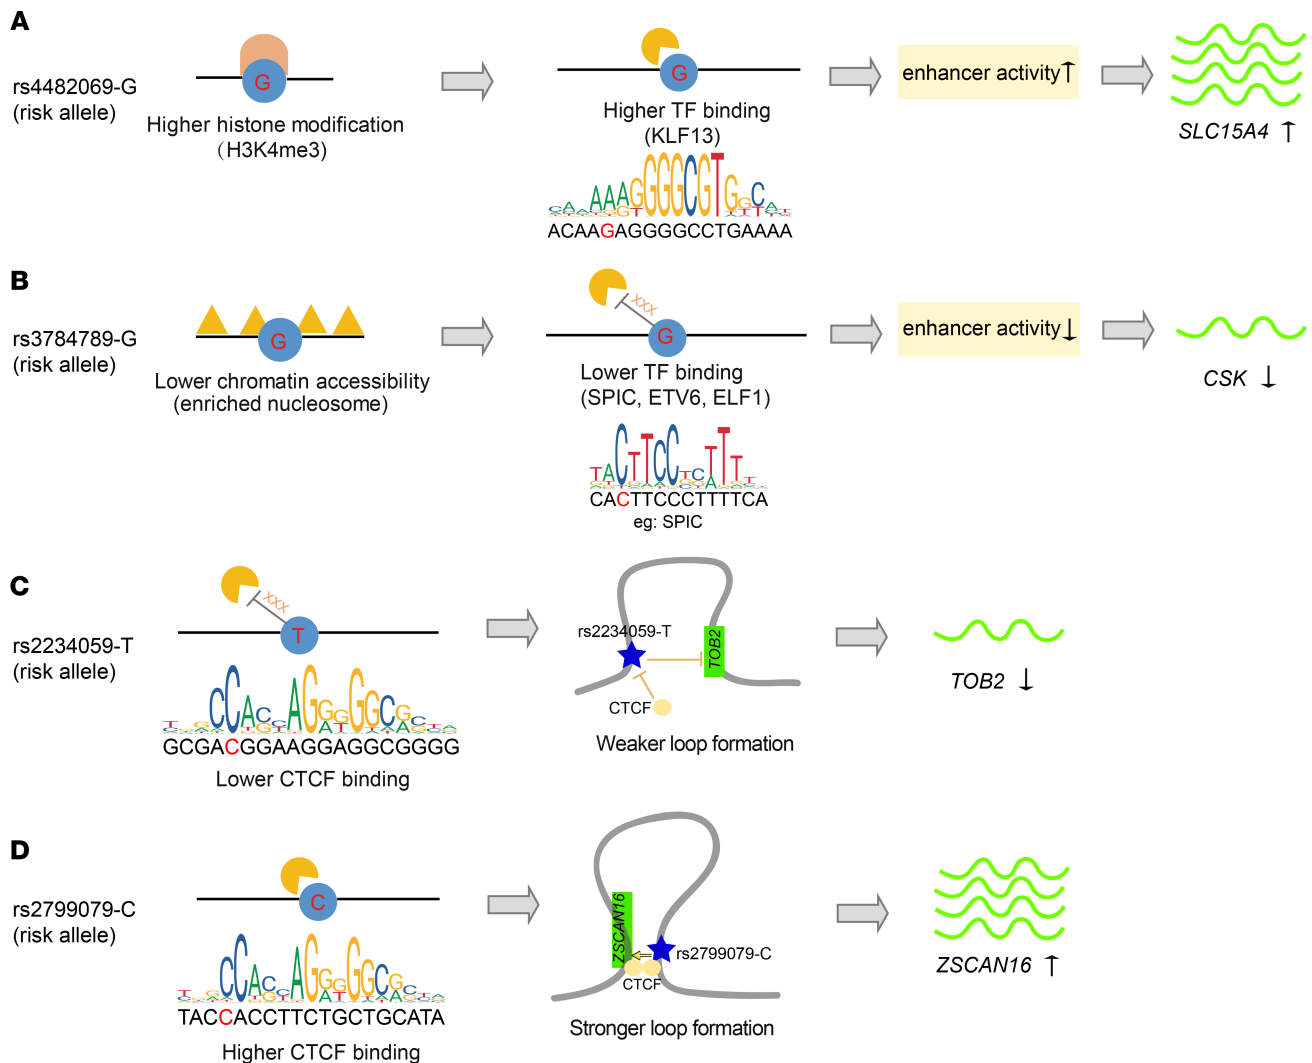 A
rs4482069-G
(risk allele)
G
Higher histone modification
(H3K4me3)
G
Higher TF binding
(KLF13)
ACAAGAGGGGCCTGAAAA
enhancer activity↑
SLC15A4 ↑
B
rs3784789-G
(risk allele)
G
Lower chromatin accessibility
(enriched nucleosome)
XXX
G
Lower TF binding
(SPIC, ETV6, ELF1)
CACTTCCCTTTTCA
eg: SPIC
enhancer activity↓
CSK ↓
C
rs2234059-T
(risk allele)
XXX
T
GCGACGGAAGGAGGCGGGG
Lower CTCF binding
rs2234059-T
TOB2
CTCF
Weaker loop formation
TOB2 ↓
D
rs2799079-C
(risk allele)
C
TACCACCTTCTGCTGCATA
Higher CTCF binding
ZSCAN16
rs2799079-C
CTCF
Stronger loop formation
ZSCAN16 ↑